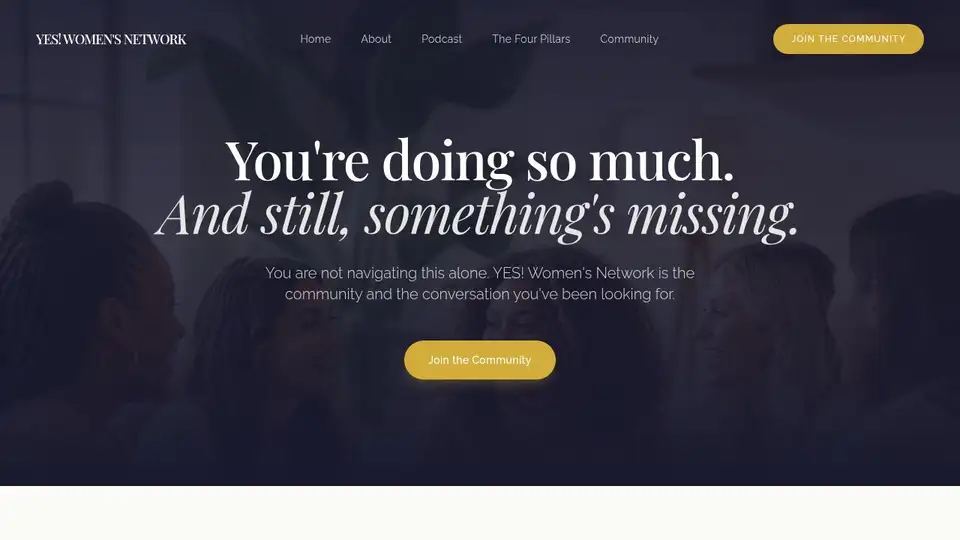 YES! WOMEN'S NETWORK
Home
About
Podcast
The Four Pillars
Community
JOIN THE COMMUNITY
You're doing so much.
And still, something's missing.
You are not navigating this alone. YES! Women's Network is the
community and the conversation you've been looking for.
Join the Community